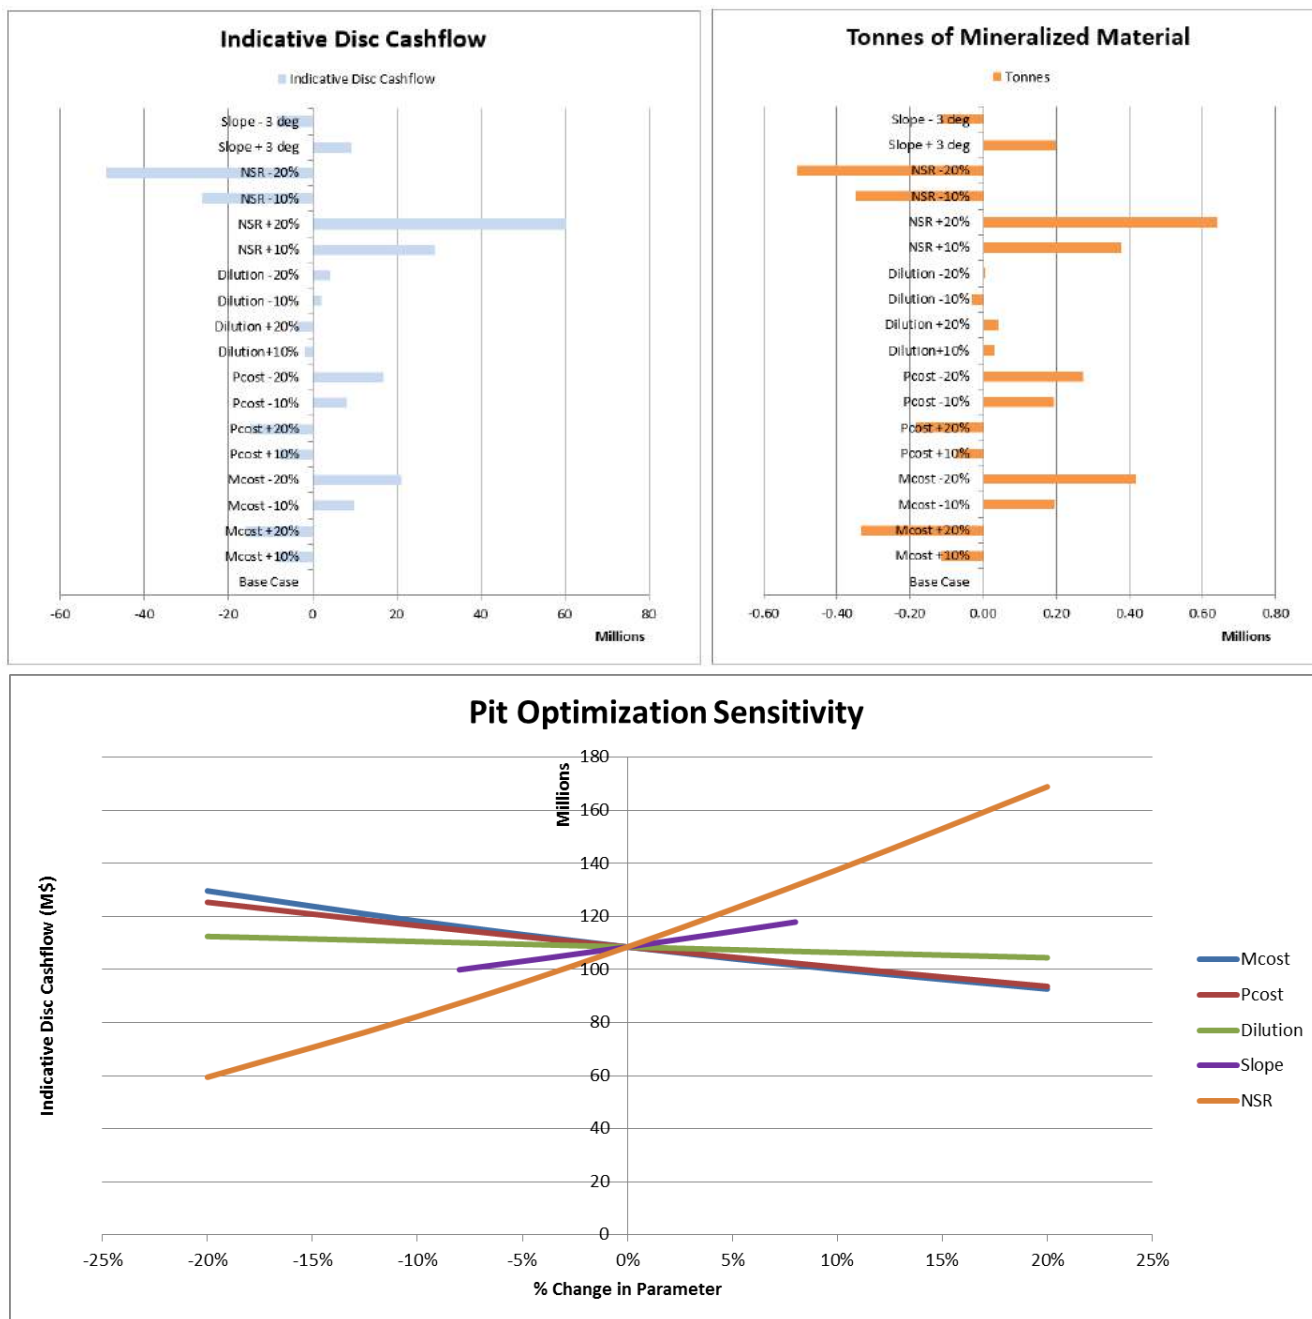 Indicative Disc Cashflow
Indicative Disc Cashflow
Slope - 3 deg
Slope + 3 deg
NSR -20%
NSR -10%
NSR +20%
NSR +10%
Dilution -20%
Dilution -10%
Dilution +20%
Dilution+10%
Pcost -20%
Pcost -10%
Pcost +20%
Pcost +10%
Mcost -20%
Mcost -10%
Mcost +20%
Mcost +10%
Base Case
-60 -40 -20 0 20 40 60 80
Millions
Tonnes of Mineralized Material
Tonnes
Slope - 3 deg
Slope + 3 deg
NSR -20%
NSR -10%
NSR +20%
NSR +10%
Dilution -20%
Dilution -10%
Dilution +20%
Dilution+10%
Pcost -20%
Pcost -10%
Pcost +20%
Pcost +10%
Mcost -20%
Mcost -10%
Mcost +20%
Mcost +10%
Base Case
-0.60 -0.40 -0.20 0.00 0.20 0.40 0.60 0.80
Millions
Pit Optimization Sensitivity
Indicative Disc Cashflow (M$)
Millions
180
160
140
120
100
80
60
40
20
0
-25% -20% -15% -10% -5% 0% 5% 10% 15% 20% 25%
% Change in Parameter
Mcost
Pcost
Dilution
Slope
NSR